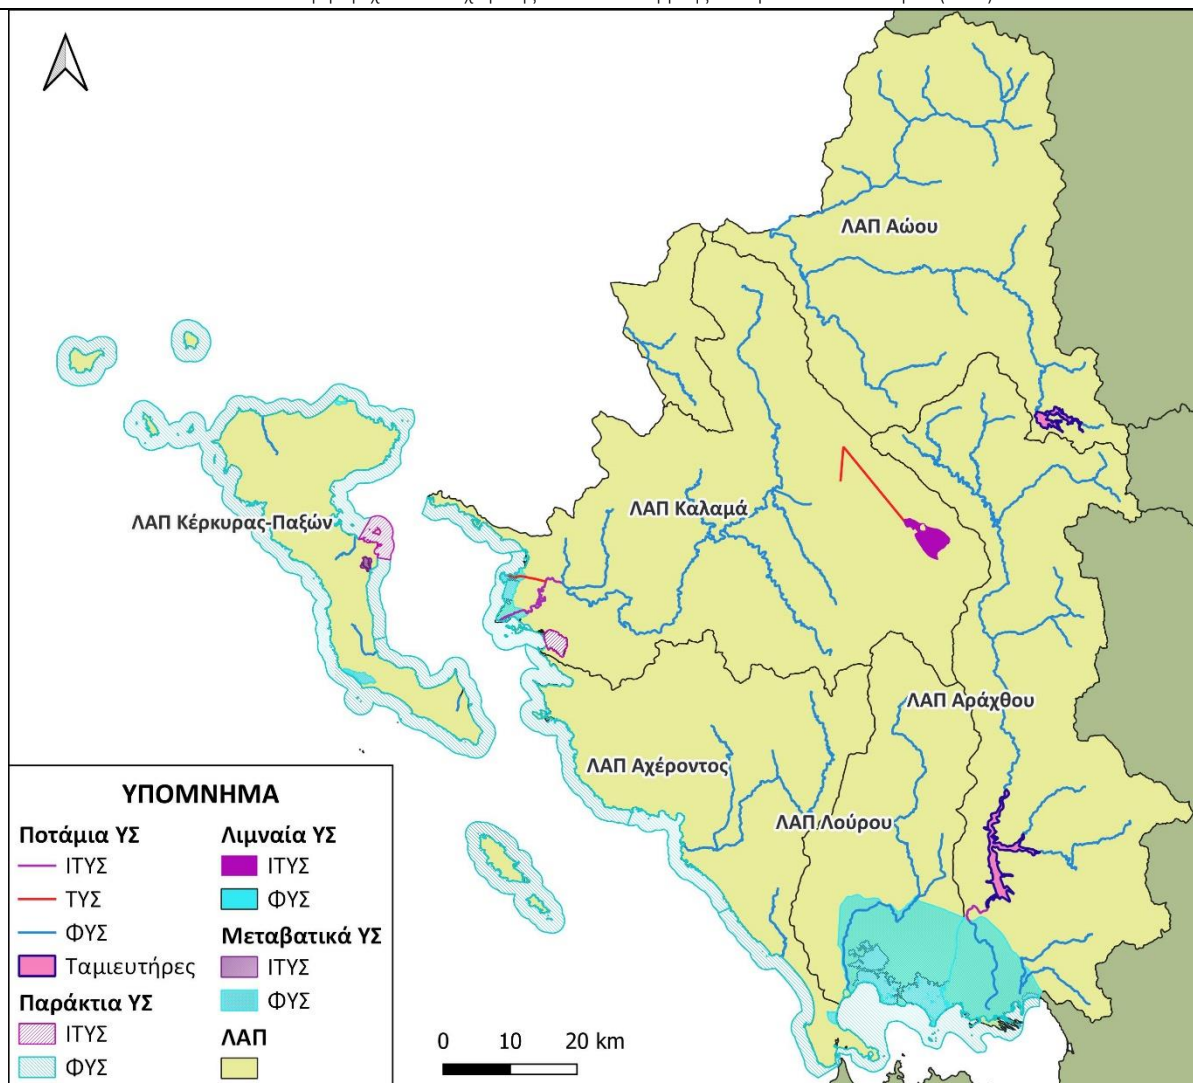 ΛΑΠ Αώου
ΛΑΠ Κέρκυρας-Παξών
ΛΑΠ Καλαμά
ΛΑΠ Αράχθου
ΛΑΠ Αχέροντος
ΛΑΠ Λούρου
ΥΠΟΜΝΗΜΑ
Ποτάμια ΥΣ
ΙΤΥΣ
ΤΥΣ
ΦΥΣ
Ταμιευτήρες
Παράκτια ΥΣ
ΙΤΥΣ
ΦΥΣ
Λιμναία ΥΣ
ΙΤΥΣ
ΦΥΣ
Μεταβατικά ΥΣ
ΙΤΥΣ
ΦΥΣ
ΛΑΠ
0 10 20 km